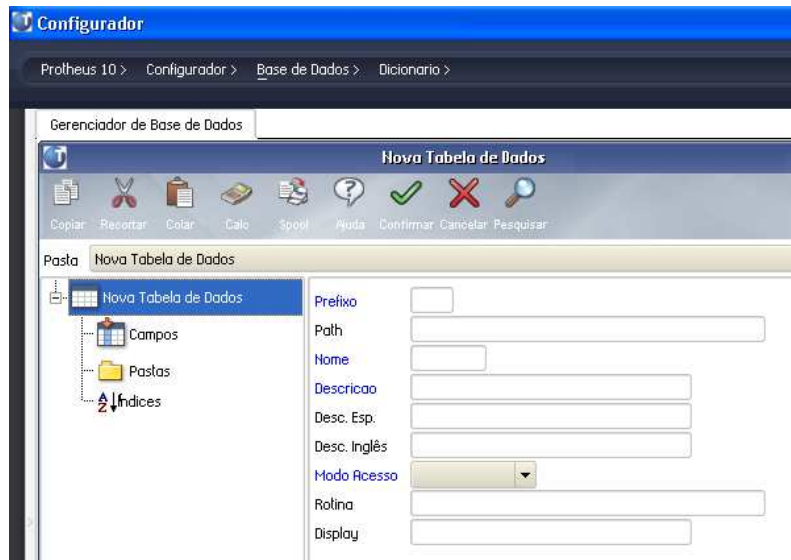 Configurador
Protheus 10 > Configurador > Base de Dados > Dicionario >
Gerenciador de Base de Dados
Nova Tabela de Dados
Copiar Recortar Colar Calc Spool Ajuda Confirmar Cancelar Pesquisar
Pasta Nova Tabela de Dados
Nova Tabela de Dados
Campos
Pastas
Índices
Prefixo
Path
Nome
Descricao
Desc. Esp.
Desc. Inglês
Modo Acesso
Rotina
Display